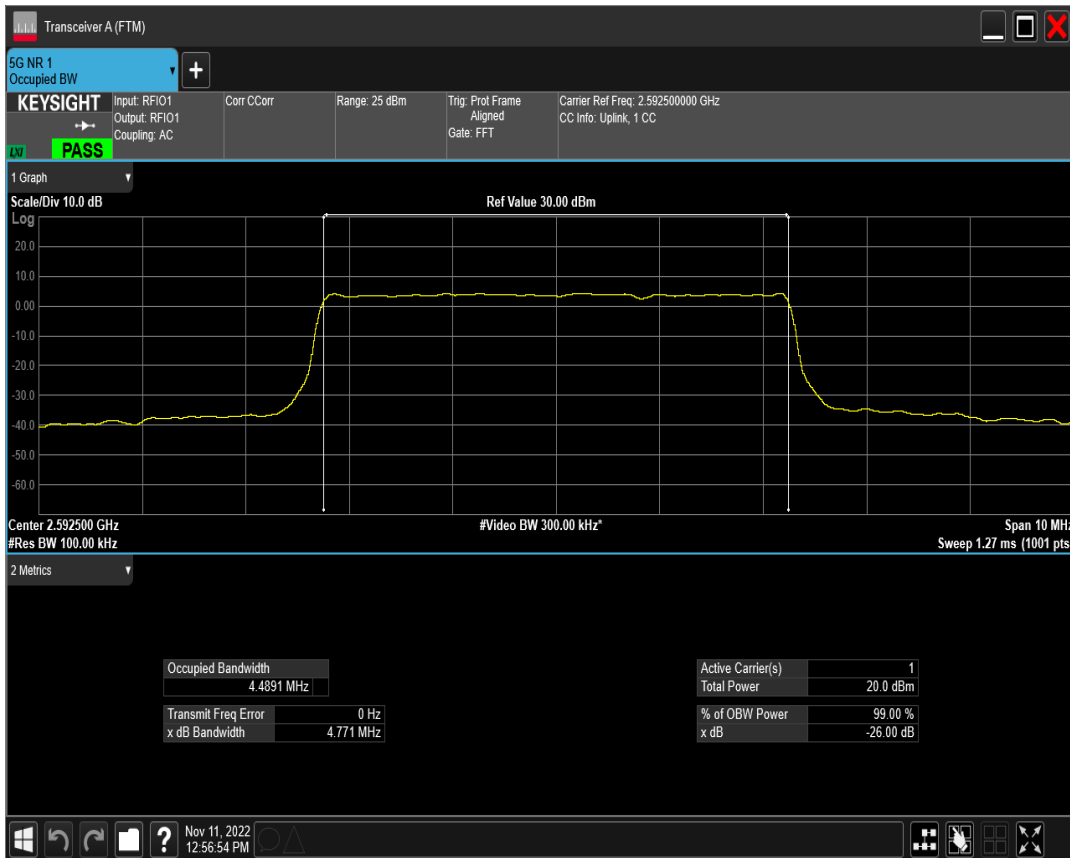 Transceiver A (FTM)
5G NR 1
Occupied BW
+
KEYSIGHT
LXI
PASS
Input: RFIO1
Output: RFIO1
Coupling: AC
Corr CCorr
Range: 25 dBm
Trig: Prot Frame
Aligned
Gate: FFT
Carrier Ref Freq: 2.592500000 GHz
CC Info: Uplink, 1 CC
1 Graph
Scale/Div 10.0 dB
Ref Value 30.00 dBm
Log
20.0
10.0
0.00
-10.0
-20.0
-30.0
-40.0
-50.0
-60.0
Center 2.592500 GHz
#Video BW 300.00 kHz*
Span 10 MHz
#Res BW 100.00 kHz
Sweep 1.27 ms (1001 pts
2 Metrics
Occupied Bandwidth
4.4891 MHz
Transmit Freq Error 0 Hz
x dB Bandwidth 4.771 MHz
Active Carrier(s) 1
Total Power 20.0 dBm
% of OBW Power 99.00 %
x dB -26.00 dB
?
Nov 11, 2022
12:56:54 PM